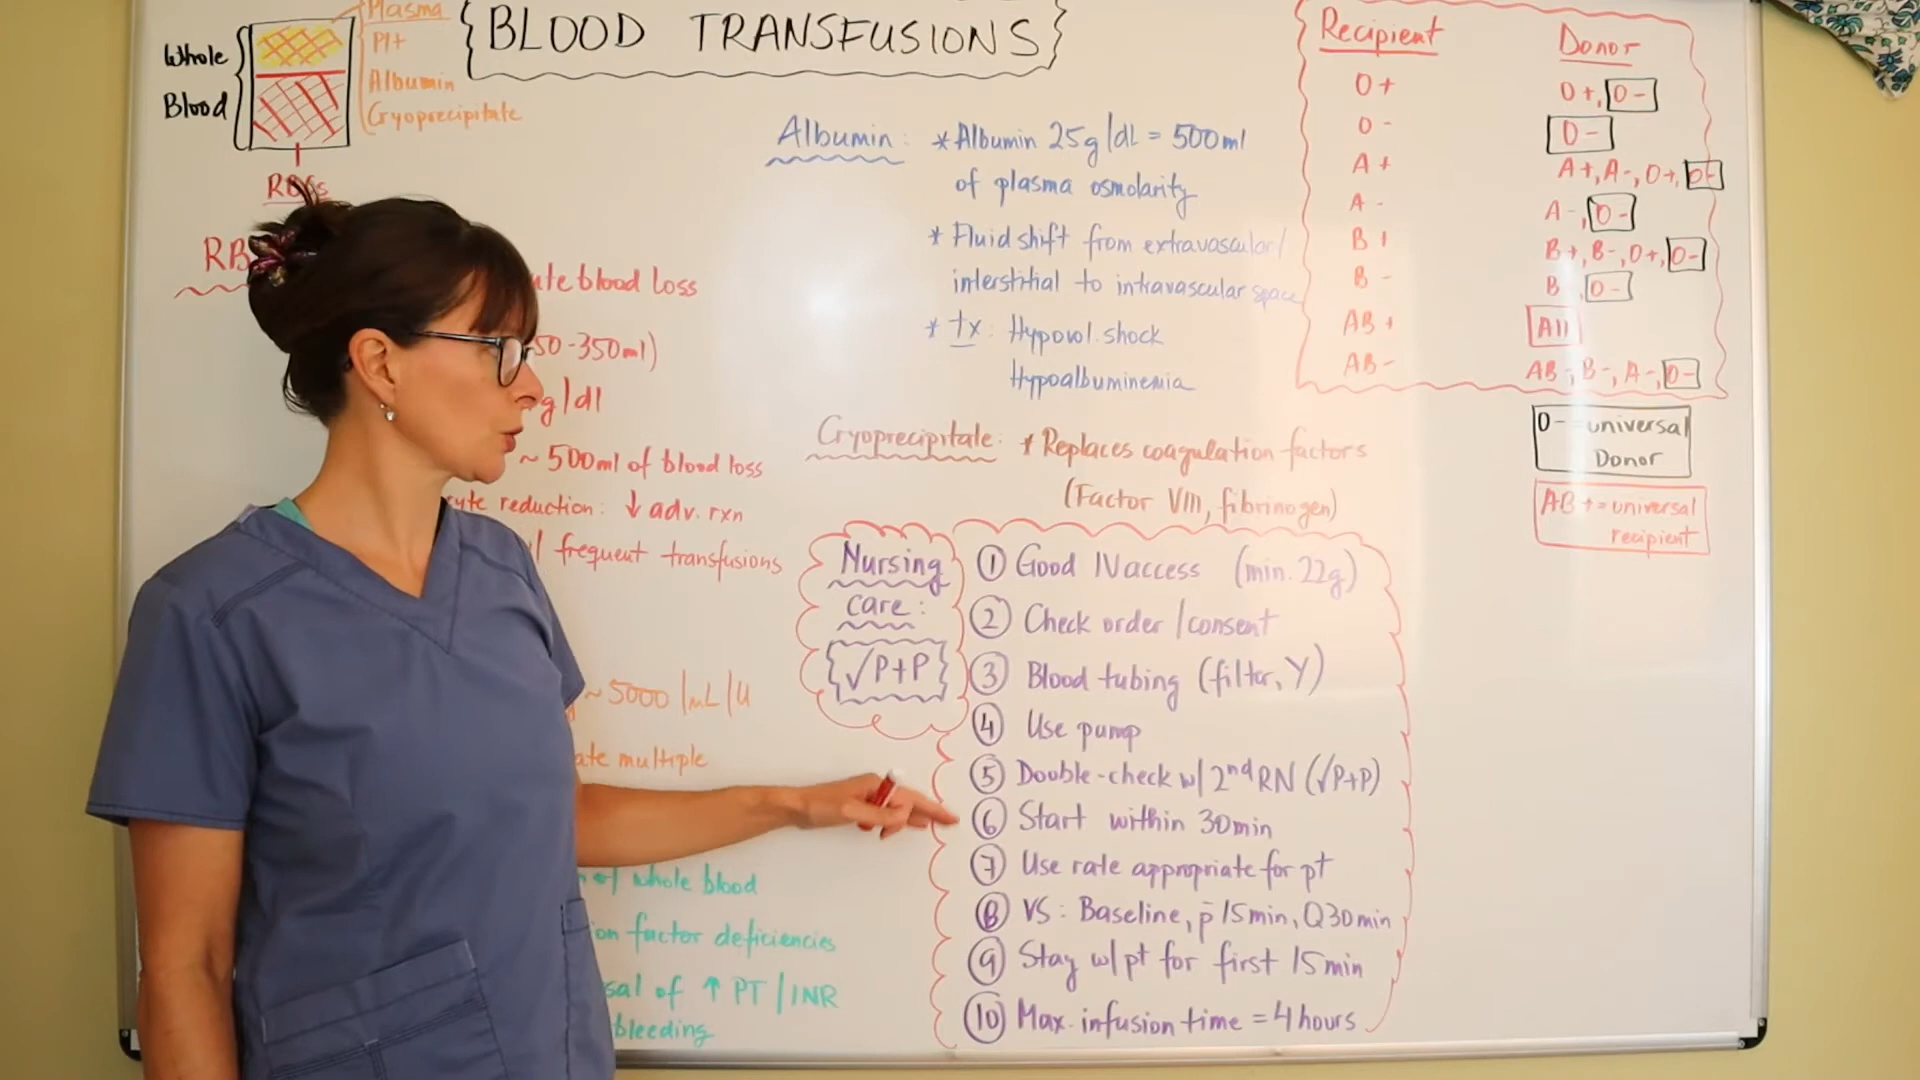 BLOOD TRANSFUSIONS
Whole
Blood
Plasma
Plt
Albumin
Cryoprecipitate
RBCs
RB
ute blood loss
50-350ml)
g/dl
~ 500ml of blood loss
cyte reduction: ↓ adv. rxn
frequent transfusions
~ 5000/mL/U
ate multiple
of whole blood
ion factor deficiencies
sal of ↑ PT/INR
bleeding
Albumin: * Albumin 25g/dL = 500ml
of plasma osmolarity
* Fluid shift from extravascular/
interstitial to intravascular space
* tx: Hypovol. shock
Hypoalbuminemia
Cryoprecipitate: * Replaces coagulation factors
(Factor VIII, fibrinogen)
Nursing
care:
√P+P
① Good IV access (min. 22g)
② Check order/consent
③ Blood tubing (filter, Y)
④ Use pump
⑤ Double-check w/ 2nd RN (√P+P)
⑥ Start within 30min
⑦ Use rate appropriate for pt
⑧ VS: Baseline, p̄ 15min, Q30min
⑨ Stay w/pt for first 15min
⑩ Max. infusion time = 4 hours
Recipient Donor
O+ O+, O-
O- O-
A+ A+, A-, O+, O-
A- A-, O-
B+ B+, B-, O+, O-
B- B-, O-
AB+ All
AB- AB-, B-, A-, O-
O- = universal
Donor
AB+ = universal
recipient